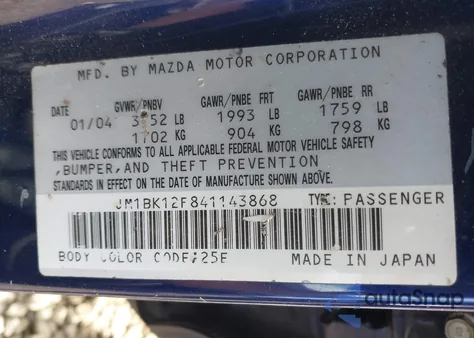 MFD. BY MAZDA MOTOR CORPORATION
DATE GVWR/PNBV GAWR/PNBE FRT GAWR/PNBE RR
01/04 3752 LB 1993 LB 1759 LB
1702 KG 904 KG 798 KG
THIS VEHICLE CONFORMS TO ALL APPLICABLE FEDERAL MOTOR VEHICLE SAFETY
,BUMPER,AND THEFT PREVENTION
STANDARDS IN EFFECT ON THE DATE OF MANUFACTURE SHOWN ABOVE.
JM1BK12F841143868 TYPE: PASSENGER
BODY COLOR CODE:25E MADE IN JAPAN
autoSnap